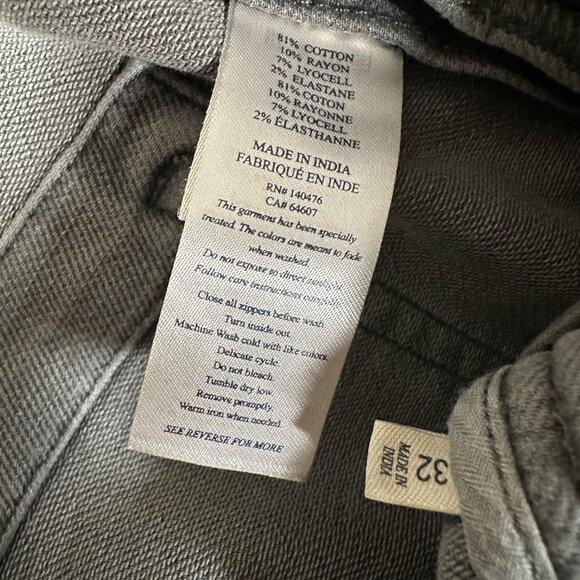 81% COTTON
10% RAYON
7% LYOCELL
2% ELASTANE
81% COTON
10% RAYONNE
7% LYOCELL
2% ÉLASTHANNE
MADE IN INDIA
FABRIQUÉ EN INDE
RN# 140476
CA# 64607
This garment has been specially
treated. The colors are meant to fade
when washed.
Do not expose to direct sunlight.
Follow care instructions carefully.
Close all zippers before wash.
Turn inside out.
Machine Wash cold with like colors.
Delicate cycle.
Do not bleach.
Tumble dry low.
Remove promptly.
Warm iron when needed.
SEE REVERSE FOR MORE
32
MADE IN
INDIA